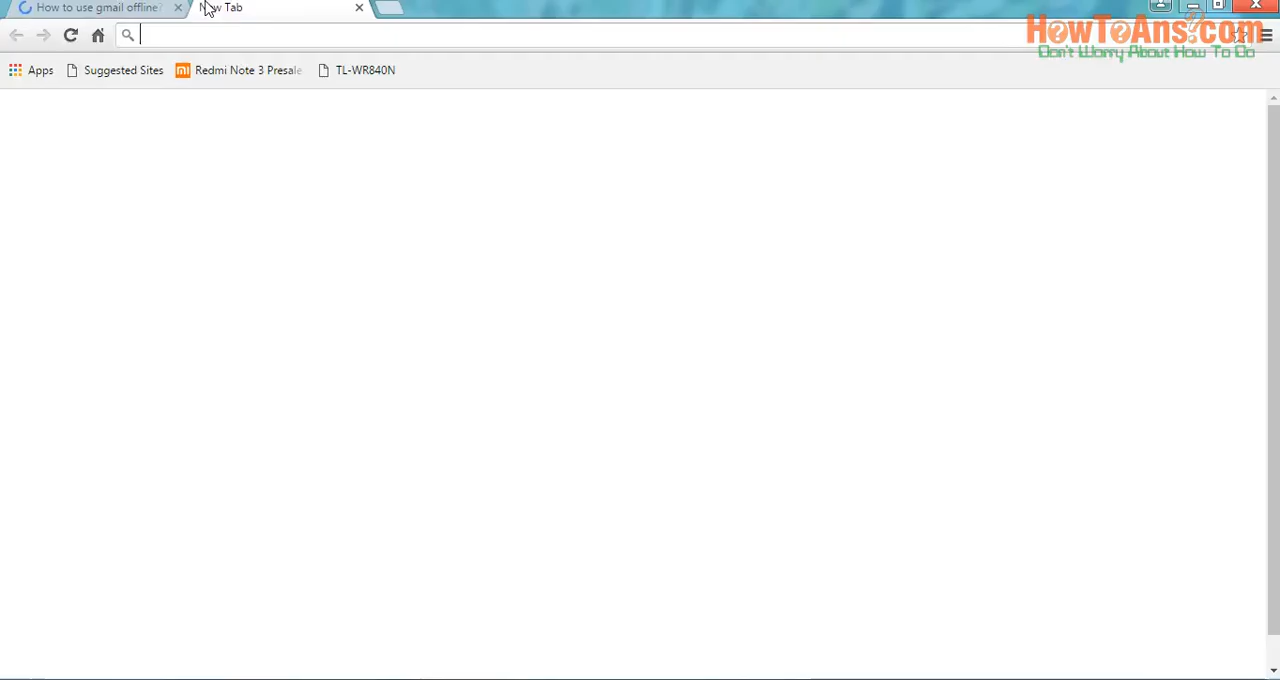 How to use gmail offline?
New Tab
HowToAns.com
Don't Worry About How To Do
Apps
Suggested Sites
mi
Redmi Note 3 Presale
TL-WR840N